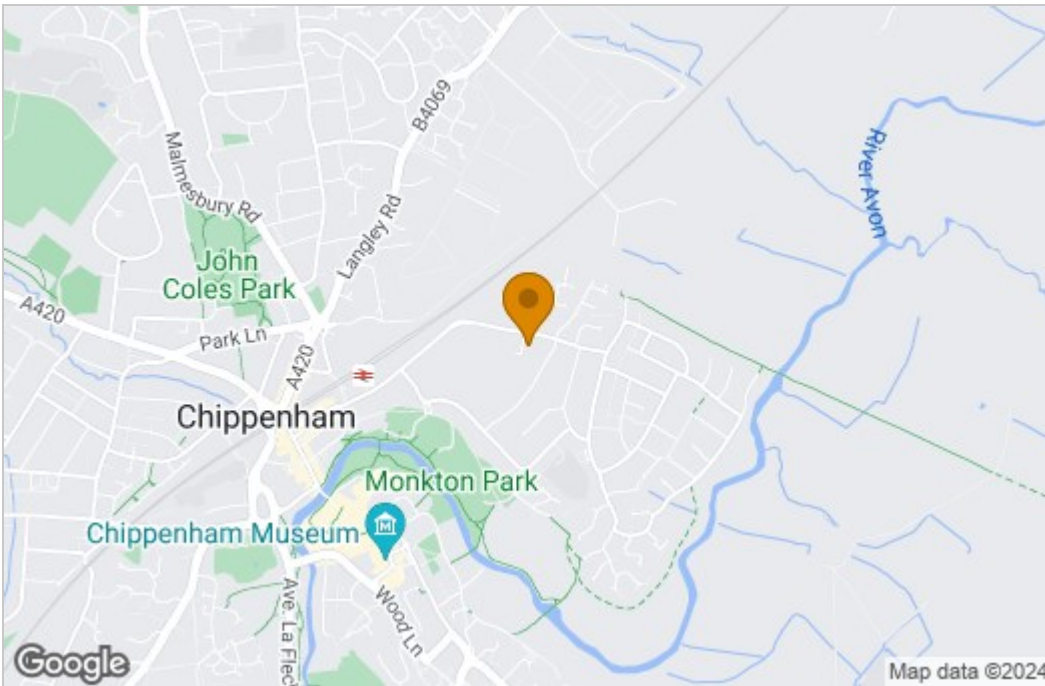 B4069
Malmesbury Rd
River Avon
Langley Rd
John
Coles Park
A420
Park Ln
A420
Chippenham
Monkton Park
Chippenham Museum
M
Wood Ln
Ave. La Flech
Google
Map data ©2024